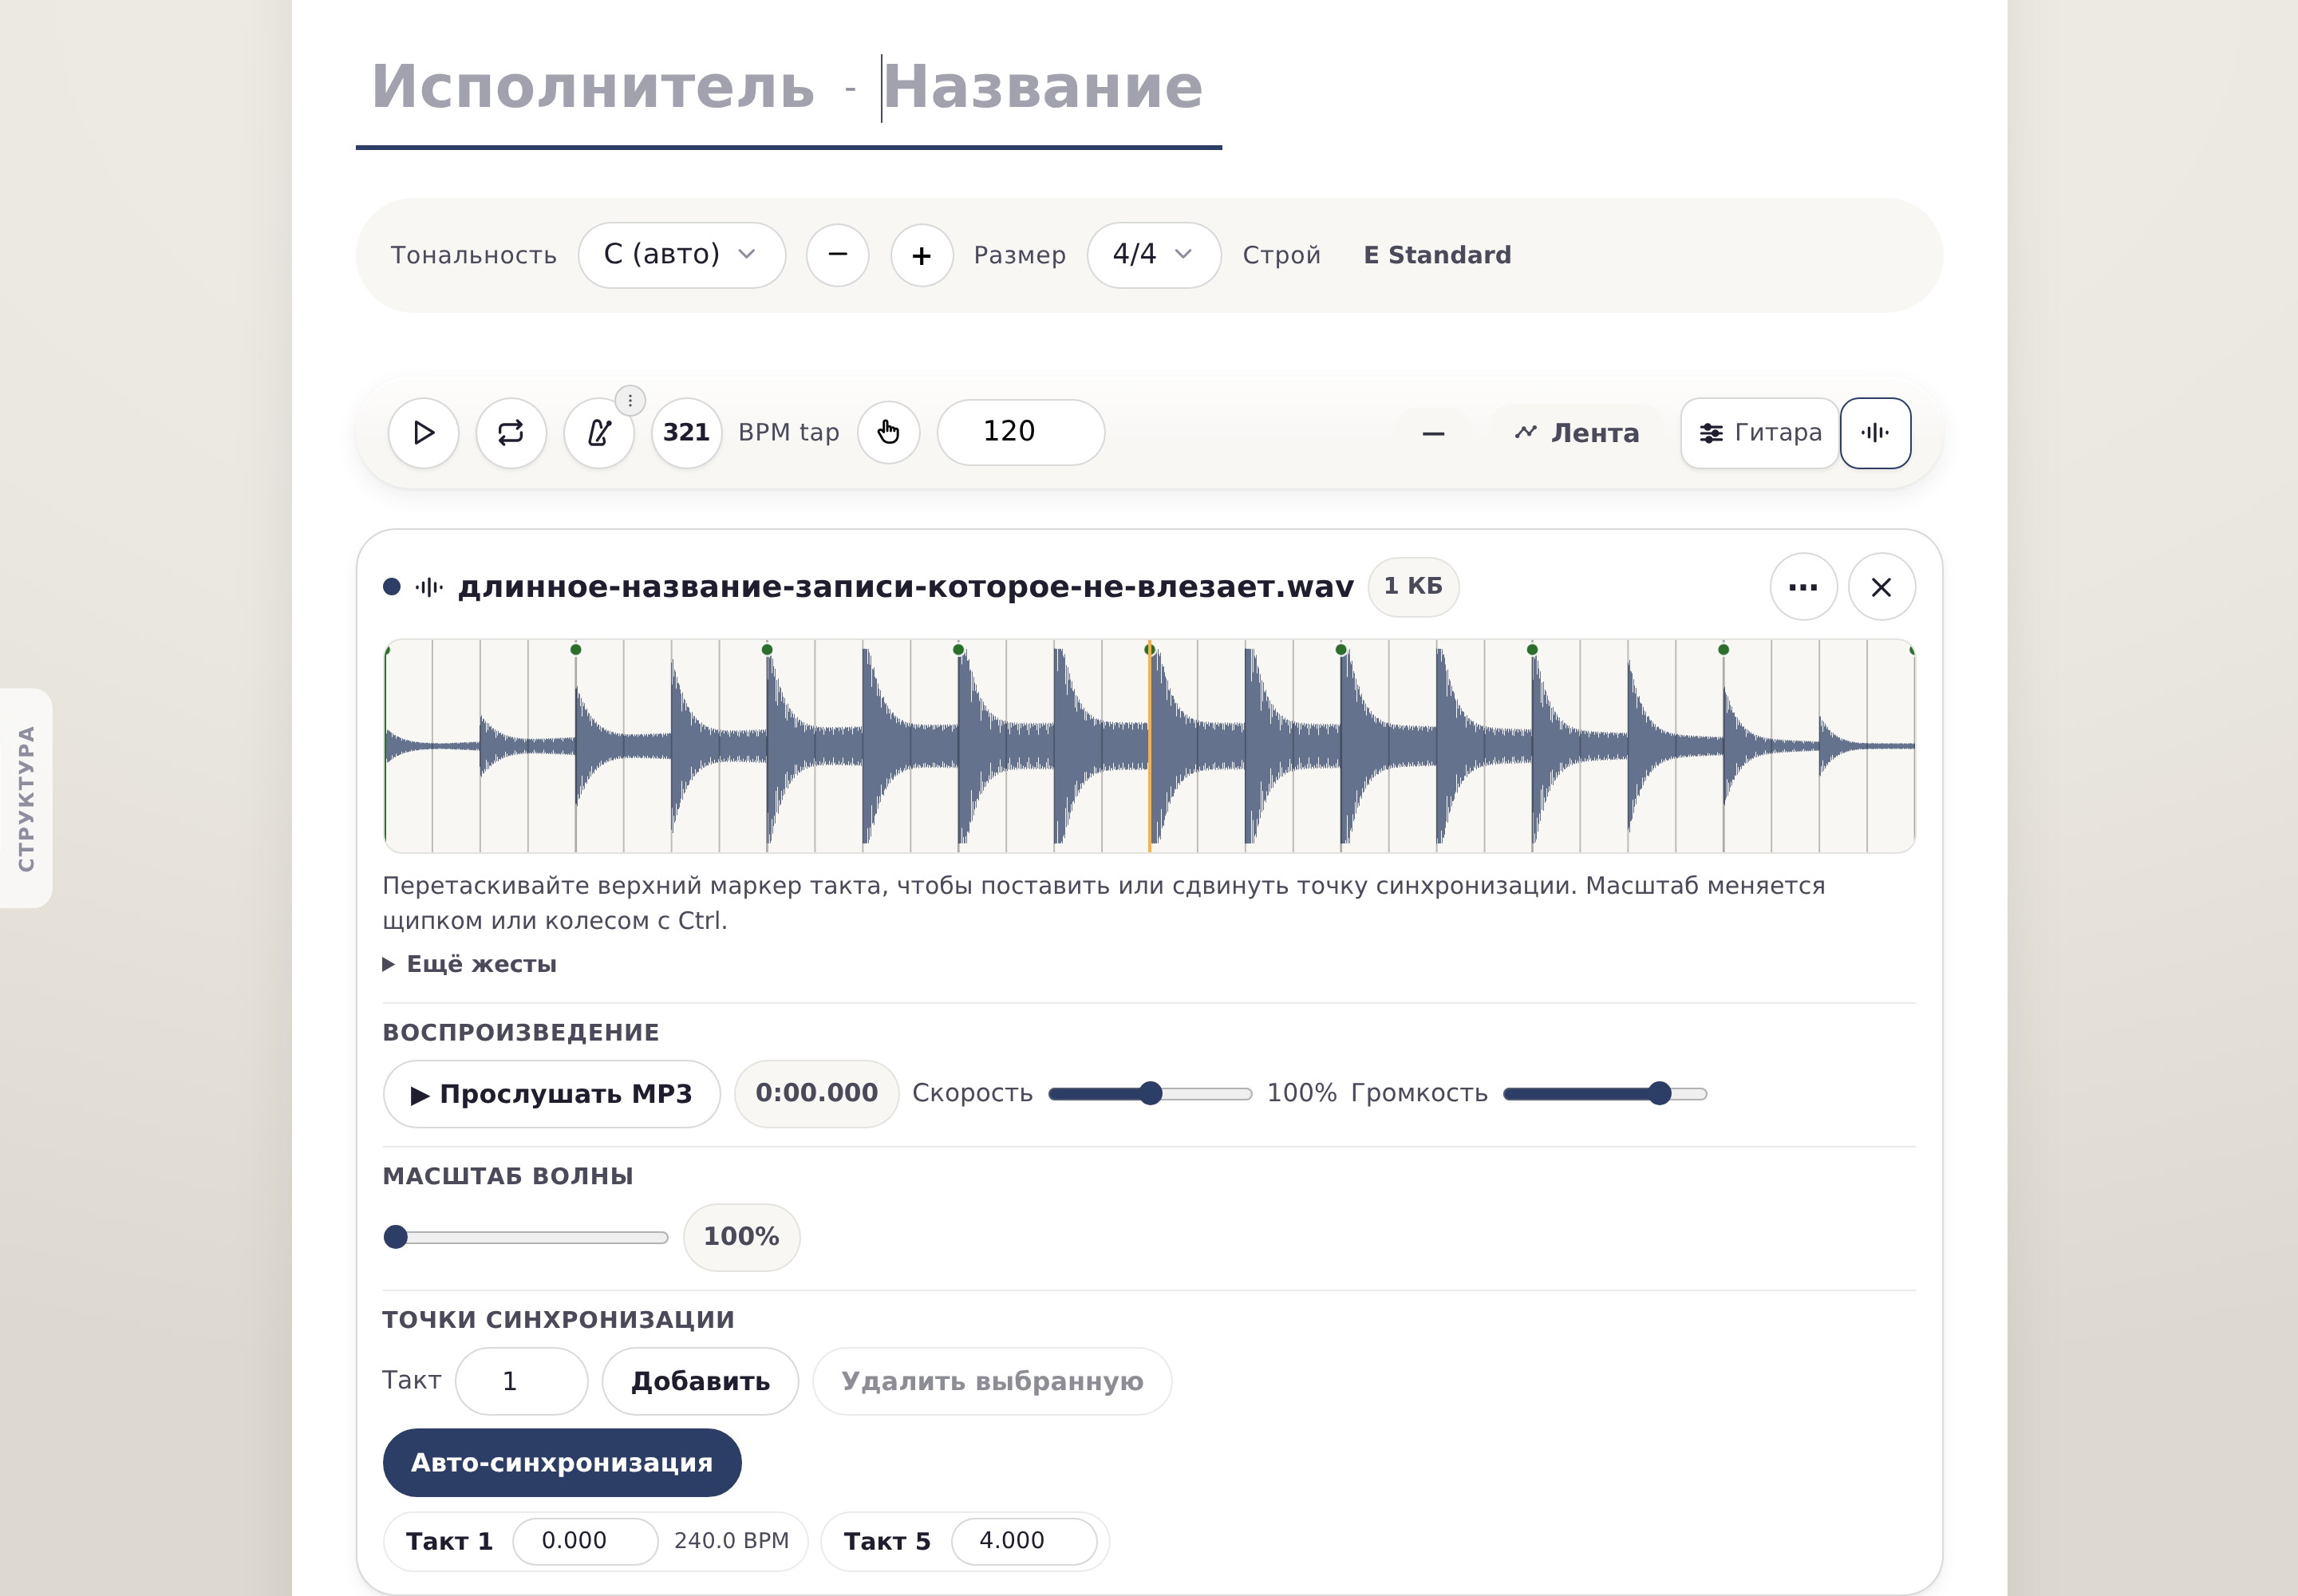 Исполнитель - Название
Тональность C (авто) − + Размер 4/4 Строй E Standard
321 BPM tap 120 — Лента Гитара
длинное-название-записи-которое-не-влезает.wav 1 КБ ⋯ ×
СТРУКТУРА
Перетаскивайте верхний маркер такта, чтобы поставить или сдвинуть точку синхронизации. Масштаб меняется
щипком или колесом с Ctrl.
▶ Ещё жесты
ВОСПРОИЗВЕДЕНИЕ
▶ Прослушать MP3 0:00.000 Скорость 100% Громкость
МАСШТАБ ВОЛНЫ
100%
ТОЧКИ СИНХРОНИЗАЦИИ
Такт 1 Добавить Удалить выбранную
Авто-синхронизация
Такт 1 0.000 240.0 BPM Такт 5 4.000